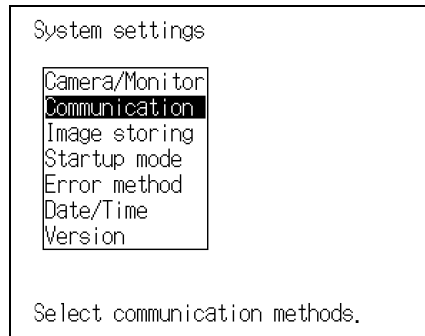 System settings
Camera/Monitor
Communication
Image storing
Startup mode
Error method
Date/Time
Version
Select communication methods.